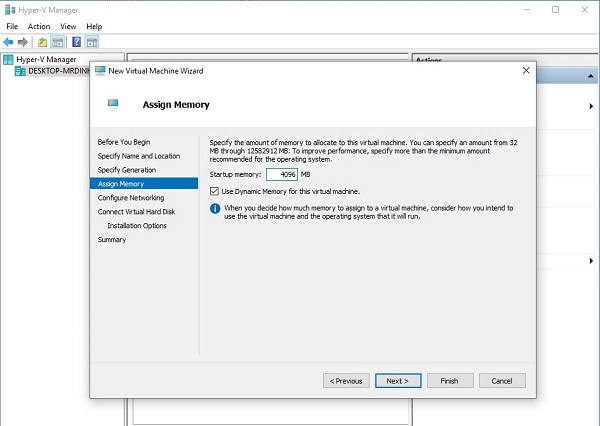 Hyper-V Manager
File Action View Help
Hyper-V Manager
Actions
New Virtual Machine Wizard
Assign Memory
Before You Begin
Specify Name and Location
Specify Generation
Assign Memory
Configure Networking
Connect Virtual Hard Disk
Installation Options
Summary
Specify the amount of memory to allocate to this virtual machine. You can specify an amount from 32
MB through 12582912 MB. To improve performance, specify more than the minimum amount
recommended for the operating system.
Startup memory: 4096 MB
Use Dynamic Memory for this virtual machine.
When you decide how much memory to assign to a virtual machine, consider how you intend to
use the virtual machine and the operating system that it will run.
< Previous Next > Finish Cancel